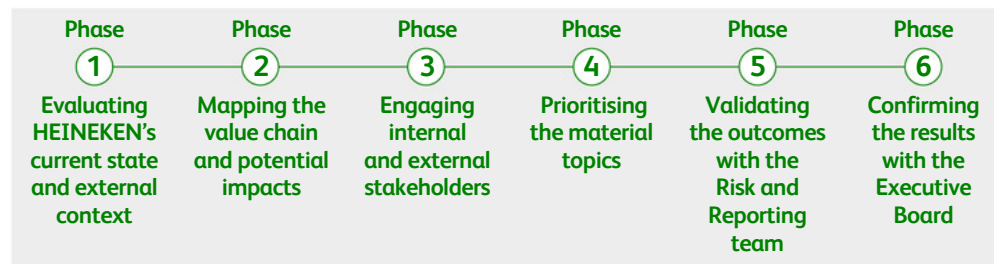 Phase
1
Evaluating
HEINEKEN's
current state
and external
context
Phase
2
Mapping the
value chain
and potential
impacts
Phase
3
Engaging
internal
and external
stakeholders
Phase
4
Prioritising
the material
topics
Phase
5
Validating
the outcomes
with the
Risk and
Reporting
team
Phase
6
Confirming
the results
with the
Executive
Board